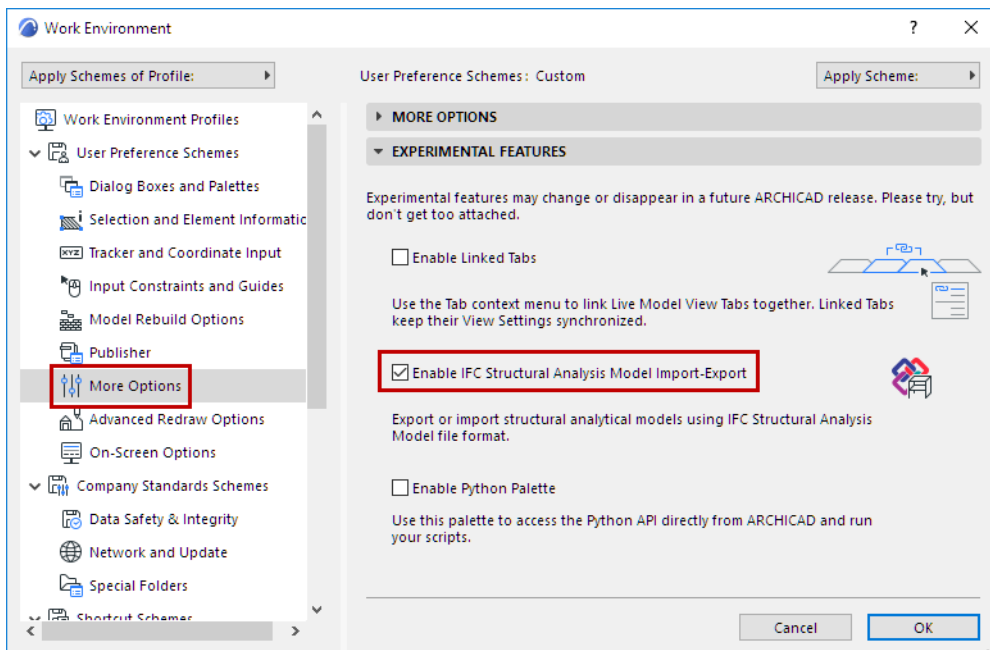 Work Environment
?
Apply Schemes of Profile:
User Preference Schemes: Custom
Apply Scheme:
Work Environment Profiles
User Preference Schemes
Dialog Boxes and Palettes
Selection and Element Informatic
XYZ Tracker and Coordinate Input
Input Constraints and Guides
Model Rebuild Options
Publisher
More Options
Advanced Redraw Options
On-Screen Options
Company Standards Schemes
Data Safety & Integrity
Network and Update
Special Folders
Shortcut Schemes
MORE OPTIONS
EXPERIMENTAL FEATURES
Experimental features may change or disappear in a future ARCHICAD release. Please try, but
don't get too attached.
Enable Linked Tabs
Use the Tab context menu to link Live Model View Tabs together. Linked Tabs
keep their View Settings synchronized.
Enable IFC Structural Analysis Model Import-Export
Export or import structural analytical models using IFC Structural Analysis
Model file format.
Enable Python Palette
Use this palette to access the Python API directly from ARCHICAD and run
your scripts.
Cancel
OK